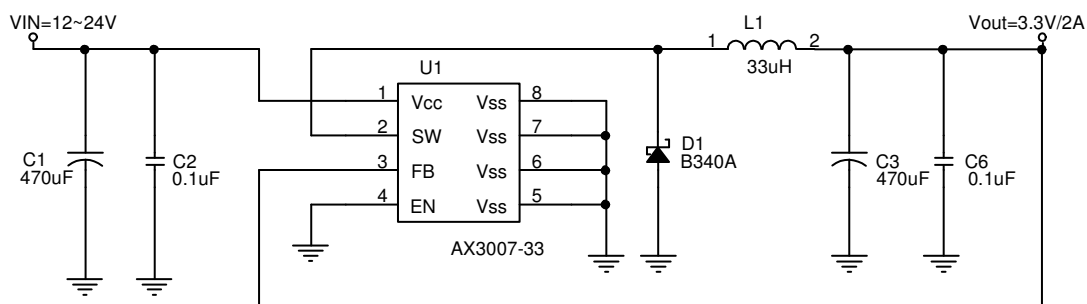 VIN=12~24V
Vout=3.3V/2A
L1
1
2
33uH
U1
1
Vcc
Vss
8
2
SW
Vss
7
3
FB
Vss
6
4
EN
Vss
5
AX3007-33
C1
470uF
C2
0.1uF
D1
B340A
C3
470uF
C6
0.1uF